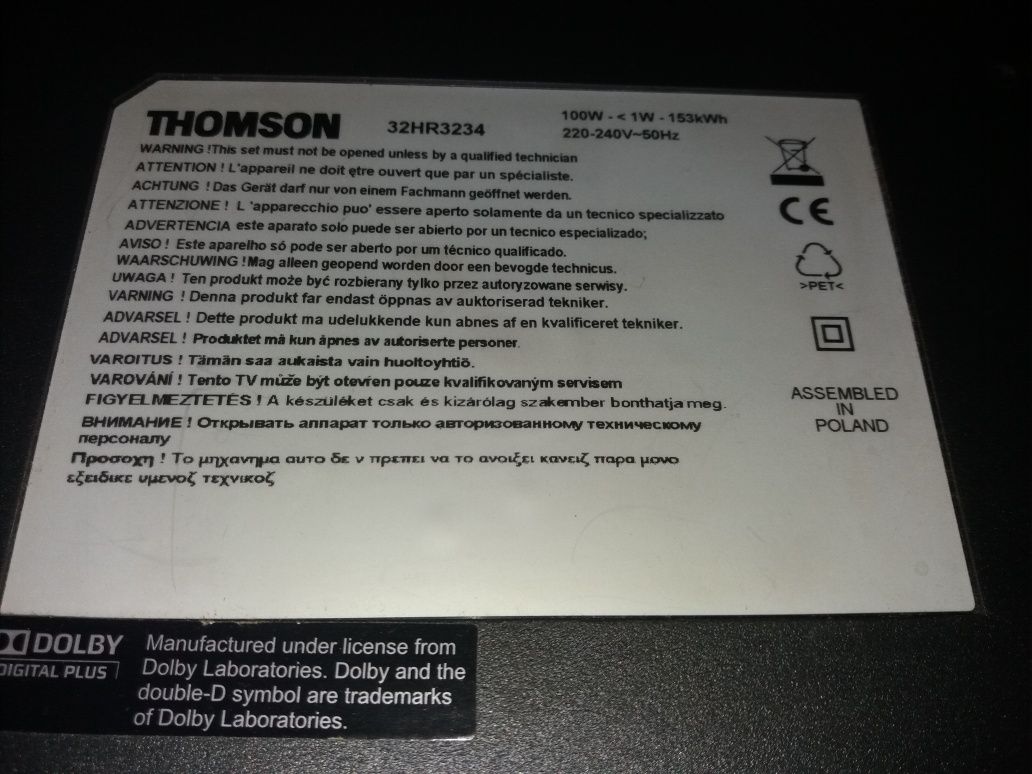 THOMSON 32HR3234
100W - < 1W - 153kWh
220-240V~50Hz
WARNING !This set must not be opened unless by a qualified technician
ATTENTION ! L'appareil ne doit ętre ouvert que par un spécialiste.
ACHTUNG ! Das Gerät darf nur von einem Fachmann geöffnet werden.
ATTENZIONE ! L 'apparecchio puo' essere aperto solamente da un tecnico specializzato
ADVERTENCIA este aparato solo puede ser abierto por un tecnico especializado;
AVISO ! Este aparelho só pode ser aberto por um técnico qualificado.
WAARSCHUWING !Mag alleen geopend worden door een bevogde technicus.
UWAGA ! Ten produkt może być rozbierany tylko przez autoryzowane serwisy.
VARNING ! Denna produkt far endast öppnas av auktoriserad tekniker.
ADVARSEL ! Dette produkt ma udelukkende kun abnes af en kvalificeret tekniker.
ADVARSEL ! Produktet må kun åpnes av autoriserte personer.
VAROITUS ! Tämän saa aukaista vain huoltoyhtiö.
VAROVÁNÍ ! Tento TV může být otevřen pouze kvalifikovaným servisem
FIGYELMEZTETÉS ! A készüléket csak és kizárólag szakember bonthatja meg.
ВНИМАНИЕ ! Открывать аппарат только авторизованному техническому
персоналу
Προσοχη ! Το μηχανημα αυτο δε ν πρεπει να το ανοιξει κανειζ παρα μονο
εξειδικε υμενοζ τεχνικοζ
CE
>PET<
ASSEMBLED
IN
POLAND
DOLBY
DIGITAL PLUS
Manufactured under license from
Dolby Laboratories. Dolby and the
double-D symbol are trademarks
of Dolby Laboratories.